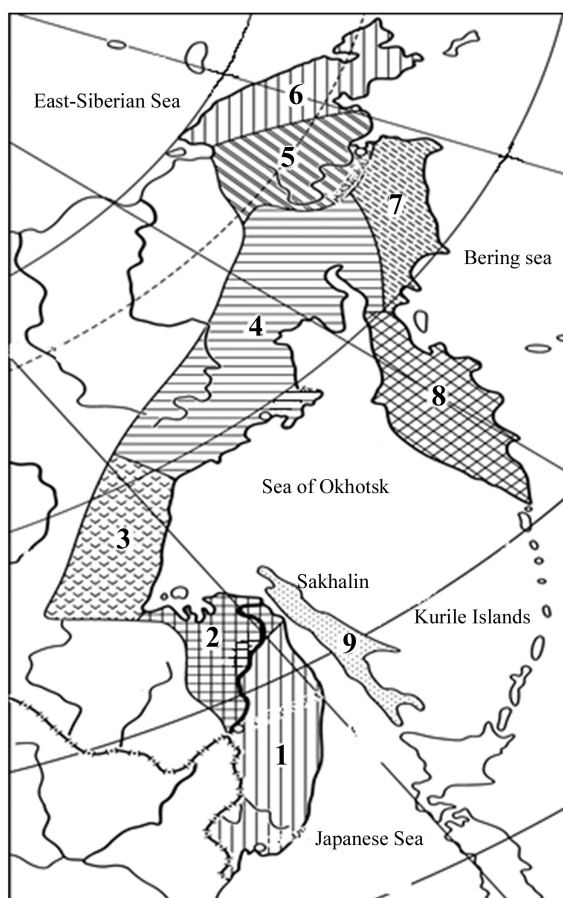 East-Siberian Sea
6
5
7
Bering sea
4
8
Sea of Okhotsk
3
Sakhalin
Kurile Islands
2
9
1
Japanese Sea